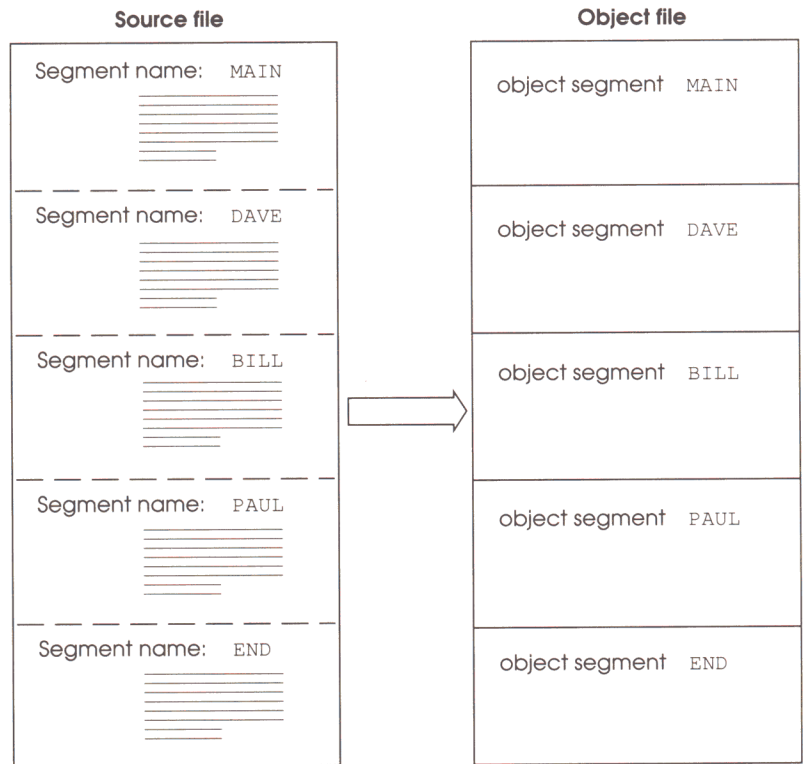 Source file
Segment name: MAIN
Segment name: DAVE
Segment name: BILL
Segment name: PAUL
Segment name: END
Object file
object segment MAIN
object segment DAVE
object segment BILL
object segment PAUL
object segment END